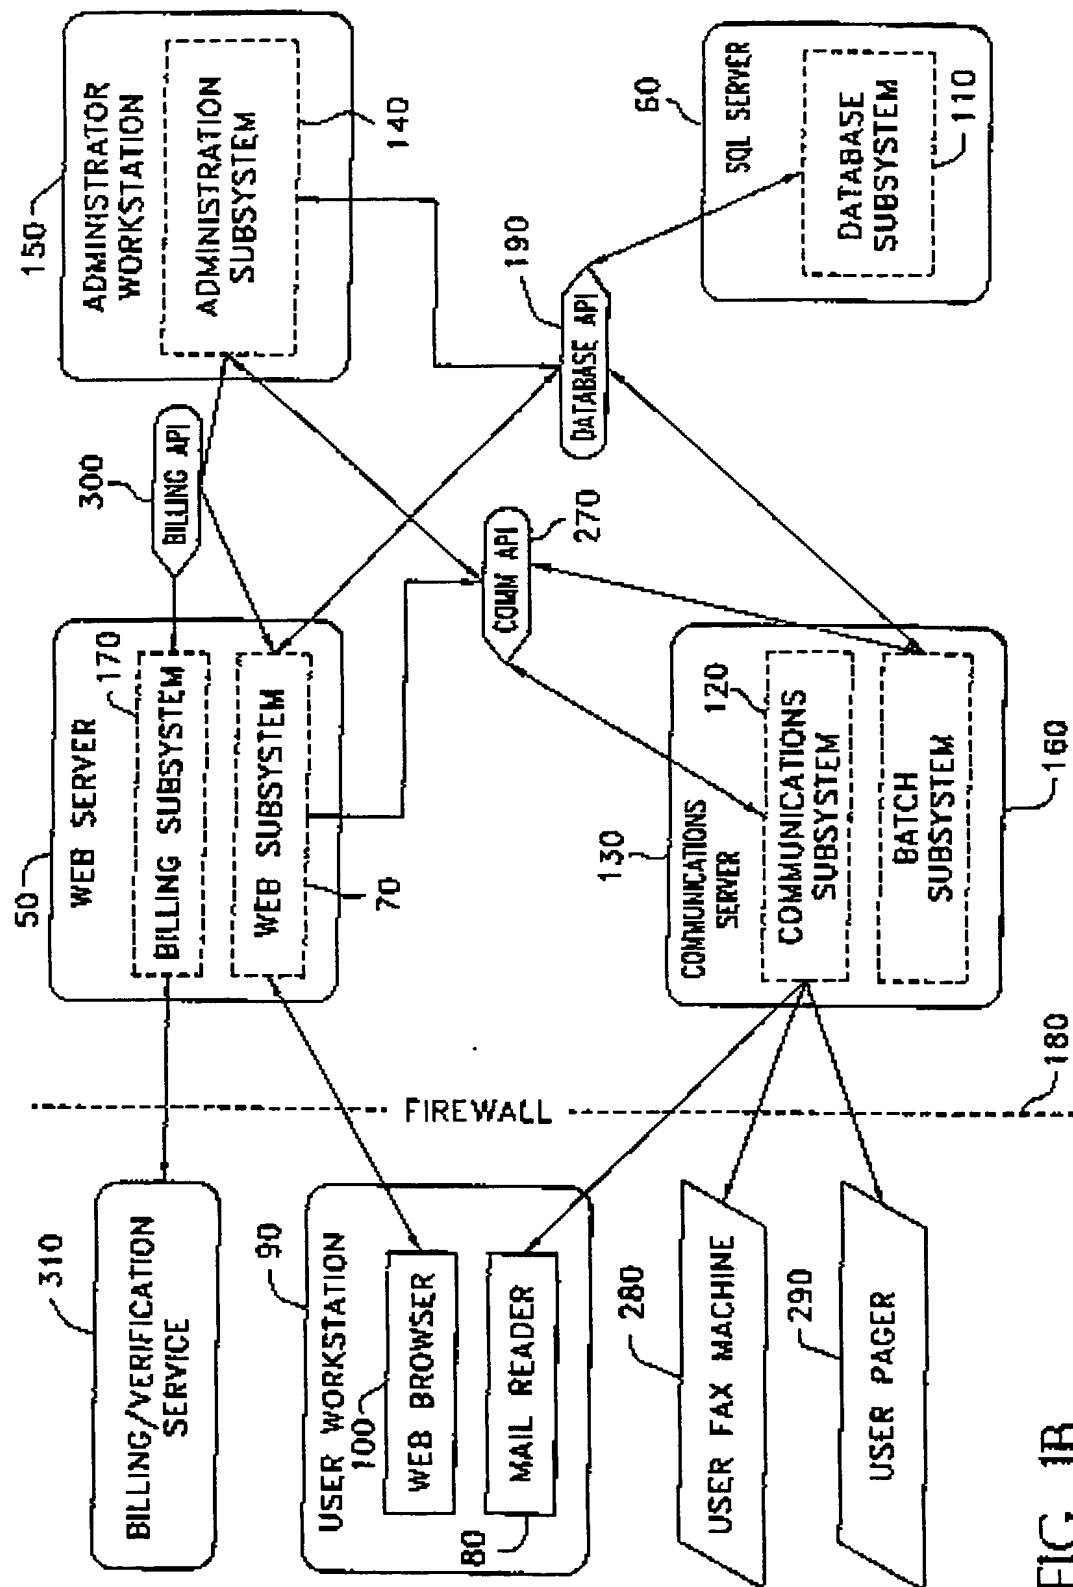 310
BILLING/VERIFICATION
SERVICE
90
USER WORKSTATION
100
WEB BROWSER
MAIL READER
80
280
USER FAX MACHINE
290
USER PAGER
FIREWALL
180
50
WEB SERVER
170
BILLING SUBSYSTEM
WEB SUBSYSTEM
70
130
COMMUNICATIONS
SERVER
120
COMMUNICATIONS
SUBSYSTEM
BATCH
SUBSYSTEM
160
300
BILLING API
COMM API
270
DATABASE API
190
150
ADMINISTRATOR
WORKSTATION
ADMINISTRATION
SUBSYSTEM
140
60
SQL SERVER
DATABASE
SUBSYSTEM
110
FIG. 1B